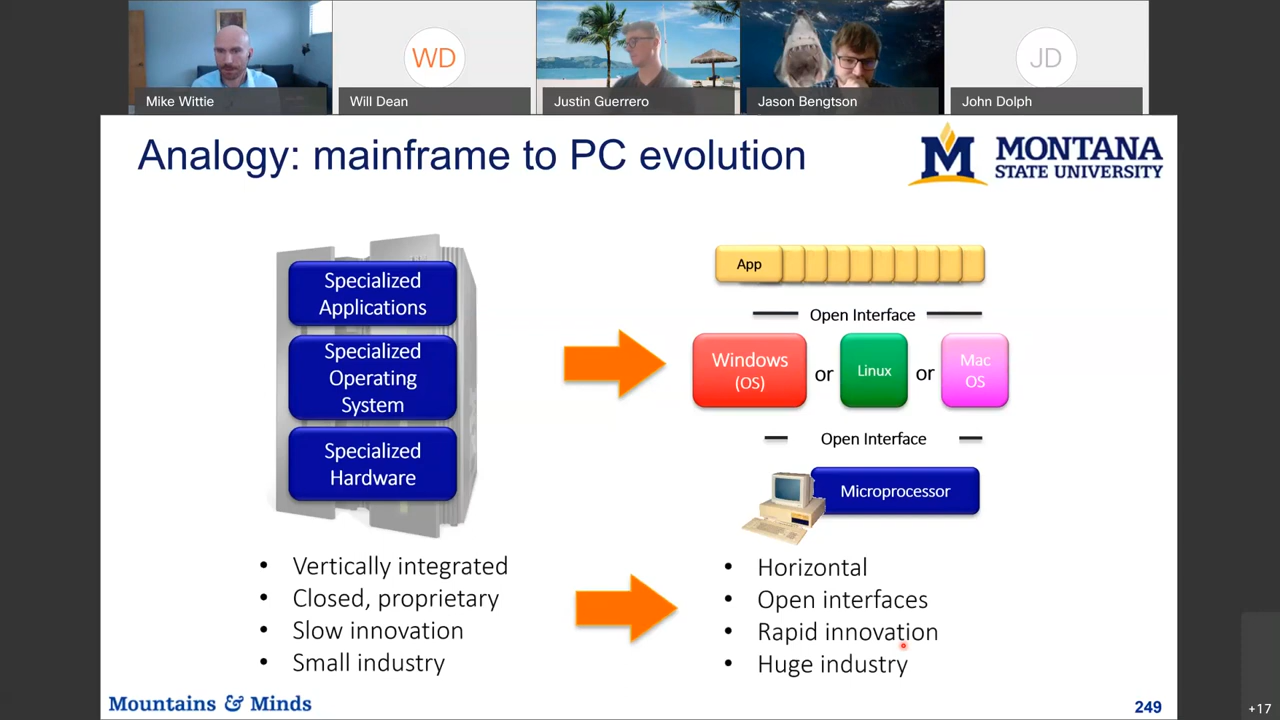 WD
JD
Mike Wittie
Will Dean
Justin Guerrero
Jason Bengtson
John Dolph
Analogy: mainframe to PC evolution
M
MONTANA
STATE UNIVERSITY
Specialized
Applications
Specialized
Operating
System
Specialized
Hardware
App
Open Interface
Windows
(OS)
or
Linux
or
Mac
OS
Open Interface
Microprocessor
• Vertically integrated
• Closed, proprietary
• Slow innovation
• Small industry
• Horizontal
• Open interfaces
• Rapid innovation
• Huge industry
Mountains & Minds
249
+17